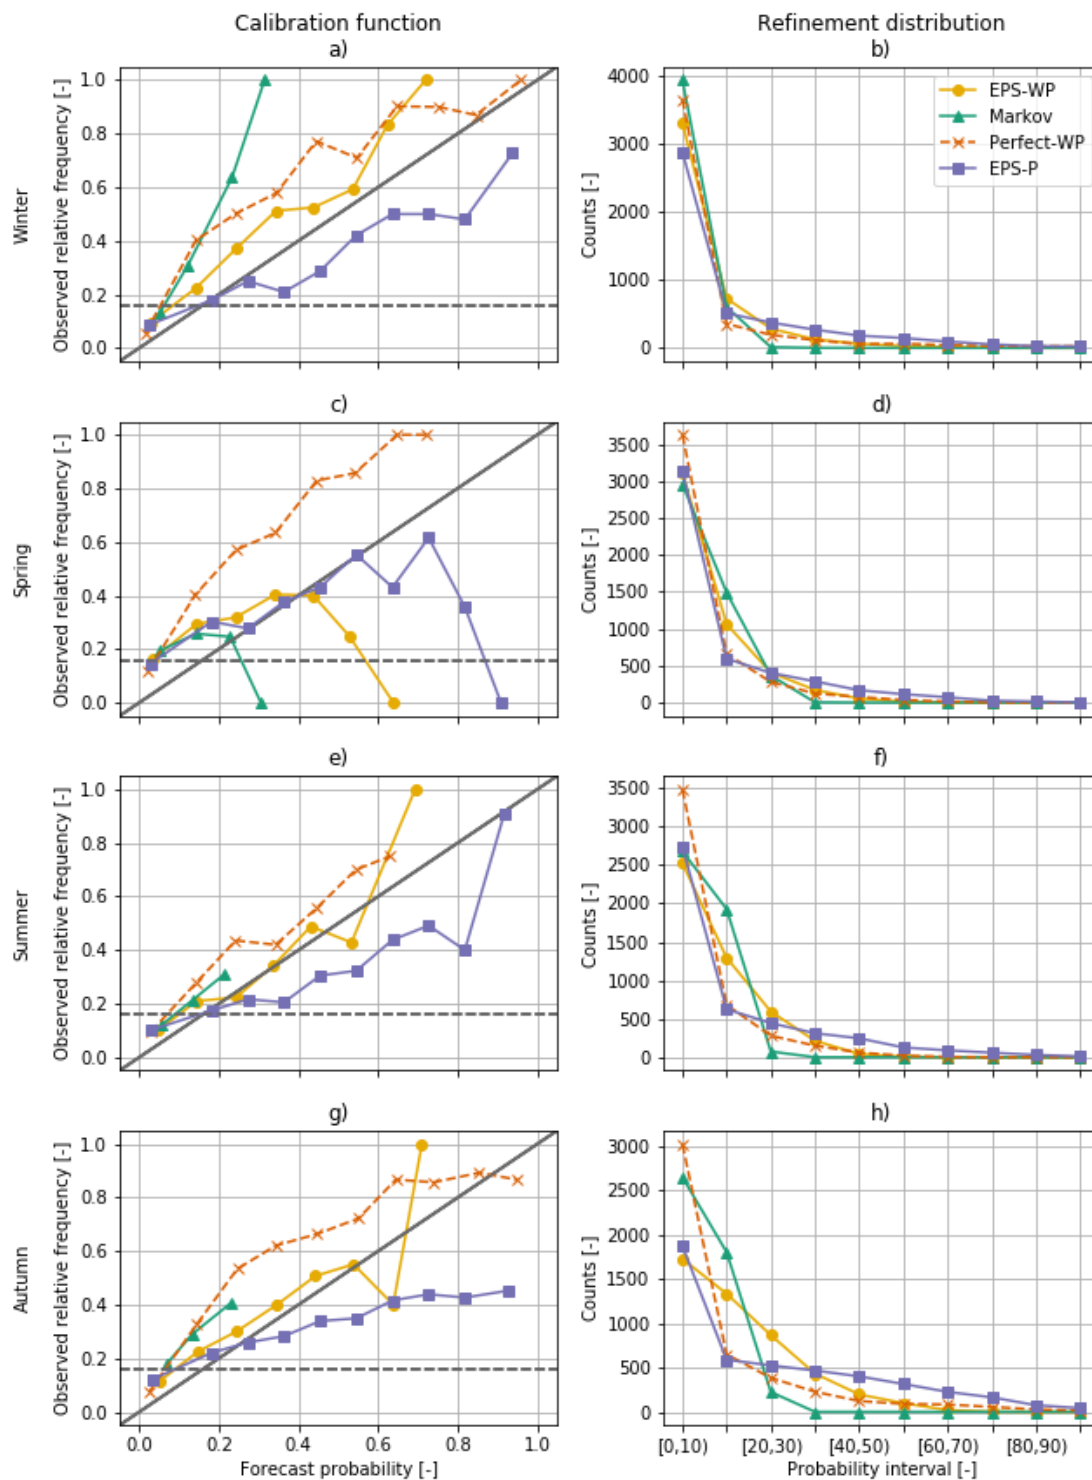 Calibration function
Refinement distribution
a)
b)
1.0
0.8
0.6
0.4
0.2
0.0
Observed relative frequency [-]
Winter
4000
3000
2000
1000
0
Counts [-]
EPS-WP
Markov
Perfect-WP
EPS-P
c)
d)
1.0
0.8
0.6
0.4
0.2
0.0
Observed relative frequency [-]
Spring
3500
3000
2500
2000
1500
1000
500
0
Counts [-]
e)
f)
1.0
0.8
0.6
0.4
0.2
0.0
Observed relative frequency [-]
Summer
3500
3000
2500
2000
1500
1000
500
0
Counts [-]
g)
h)
1.0
0.8
0.6
0.4
0.2
0.0
Observed relative frequency [-]
Autumn
3000
2500
2000
1500
1000
500
0
Counts [-]
0.0 0.2 0.4 0.6 0.8 1.0
Forecast probability [-]
[0,10) [20,30) [40,50) [60,70) [80,90)
Probability interval [-]